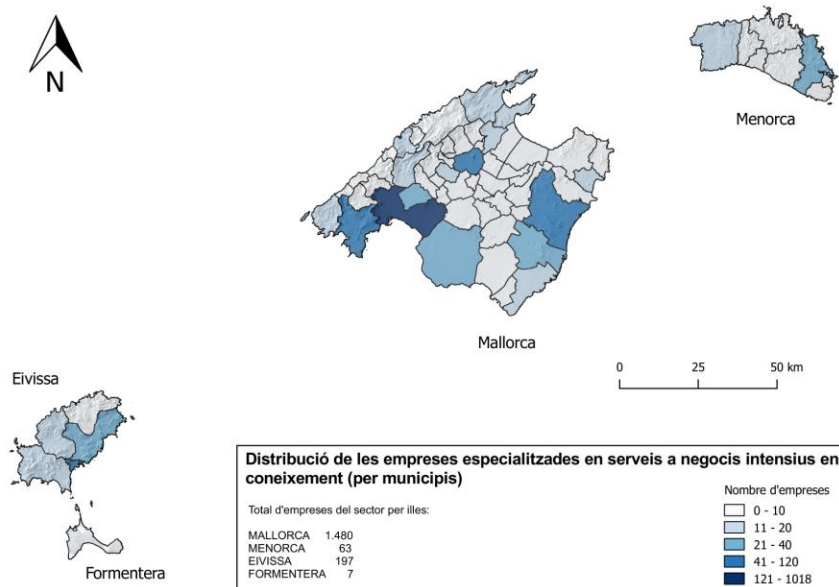 N
Menorca
Mallorca
0 25 50 km
Eivissa
Formentera
Distribució de les empreses especialitzades en serveis a negocis intensius en
coneixement (per municipis)
Total d'empreses del sector per illes:
MALLORCA 1.480
MENORCA 63
EIVISSA 197
FORMENTERA 7
Nombre d'empreses
0 - 10
11 - 20
21 - 40
41 - 120
121 - 1018